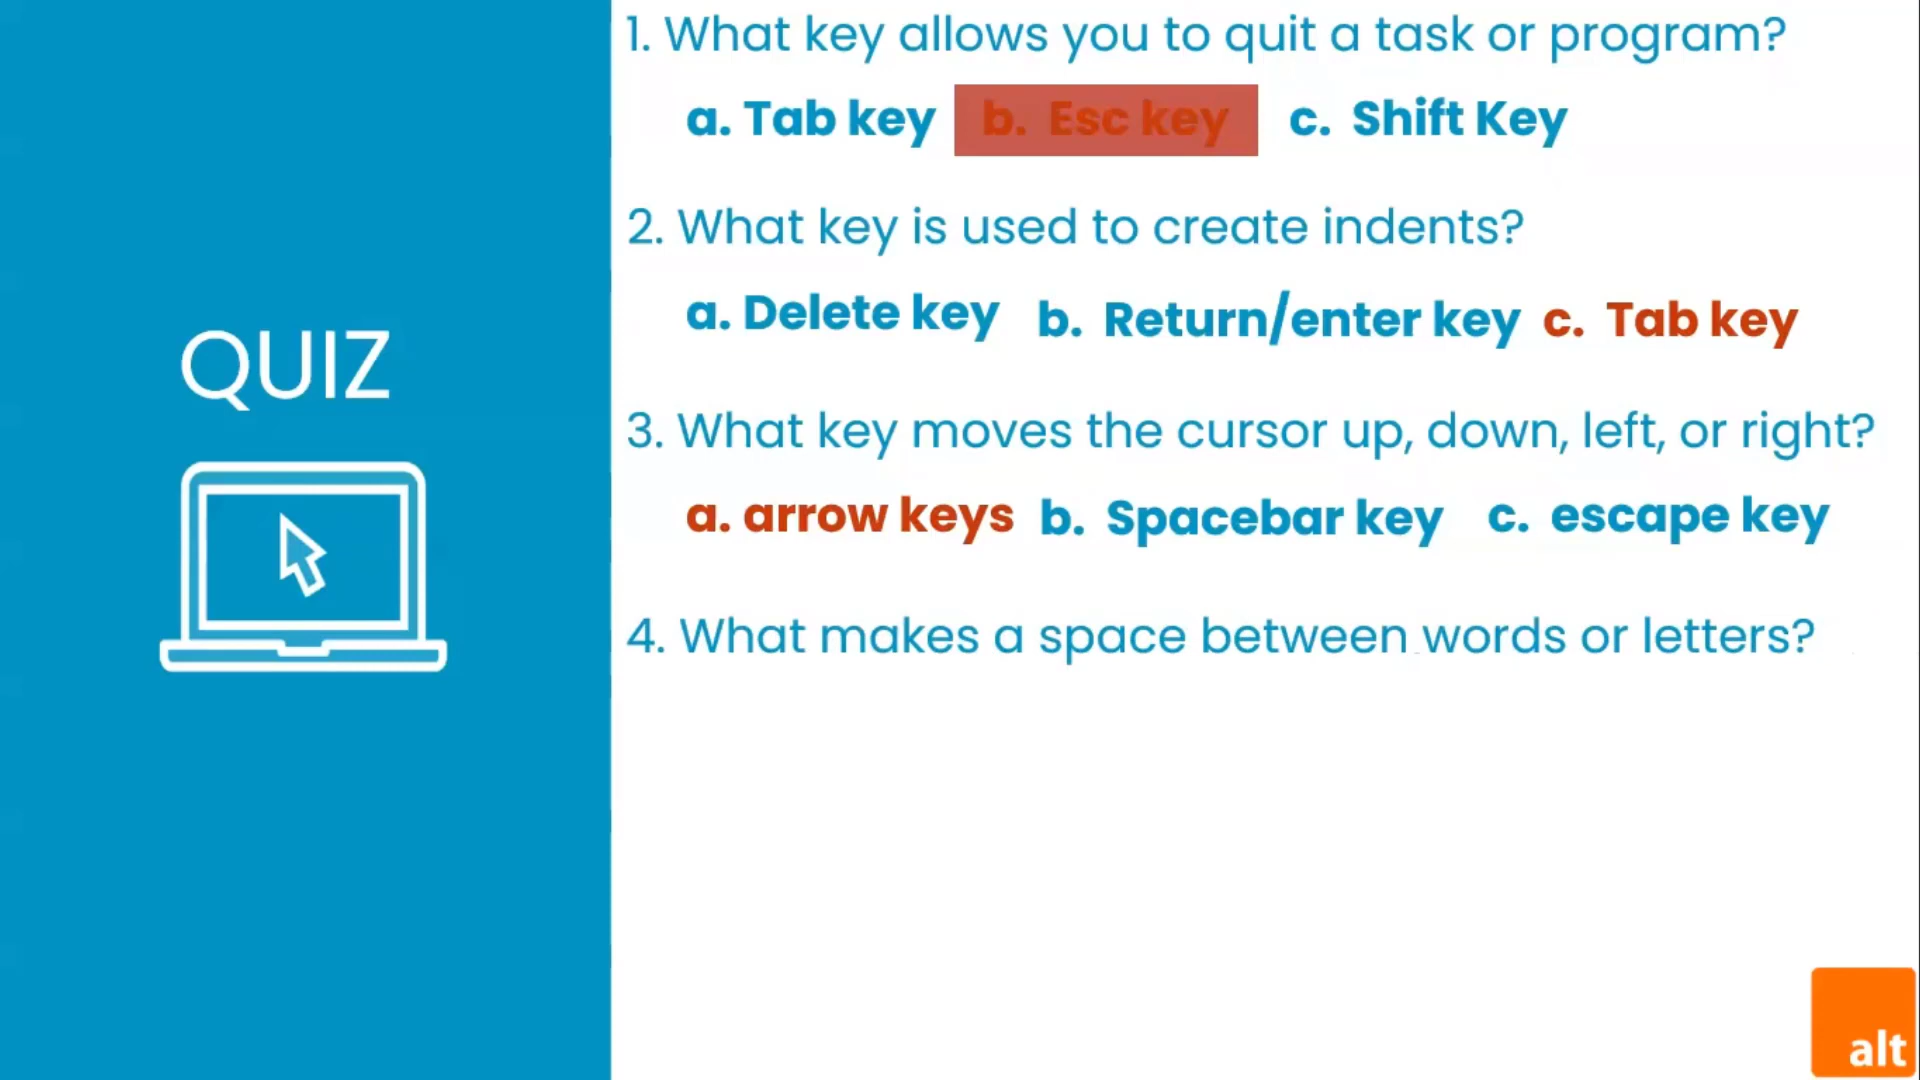 QUIZ
1. What key allows you to quit a task or program?
a. Tab key b. Esc key c. Shift Key
2. What key is used to create indents?
a. Delete key b. Return/enter key c. Tab key
3. What key moves the cursor up, down, left, or right?
a. arrow keys b. Spacebar key c. escape key
4. What makes a space between words or letters?
alt